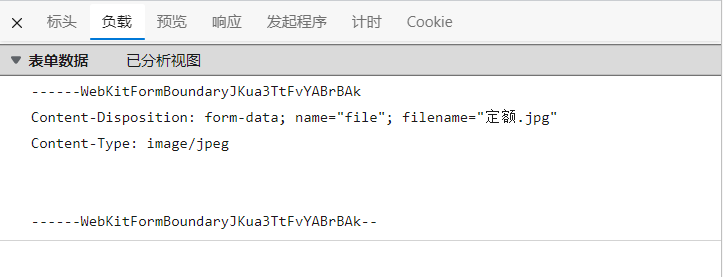 × 标头 负载 预览 响应 发起程序 计时 Cookie
▼ 表单数据 已分析视图
------WebKitFormBoundaryJKua3TtFvYABrBAk
Content-Disposition: form-data; name="file"; filename="定额.jpg"
Content-Type: image/jpeg
------WebKitFormBoundaryJKua3TtFvYABrBAk--